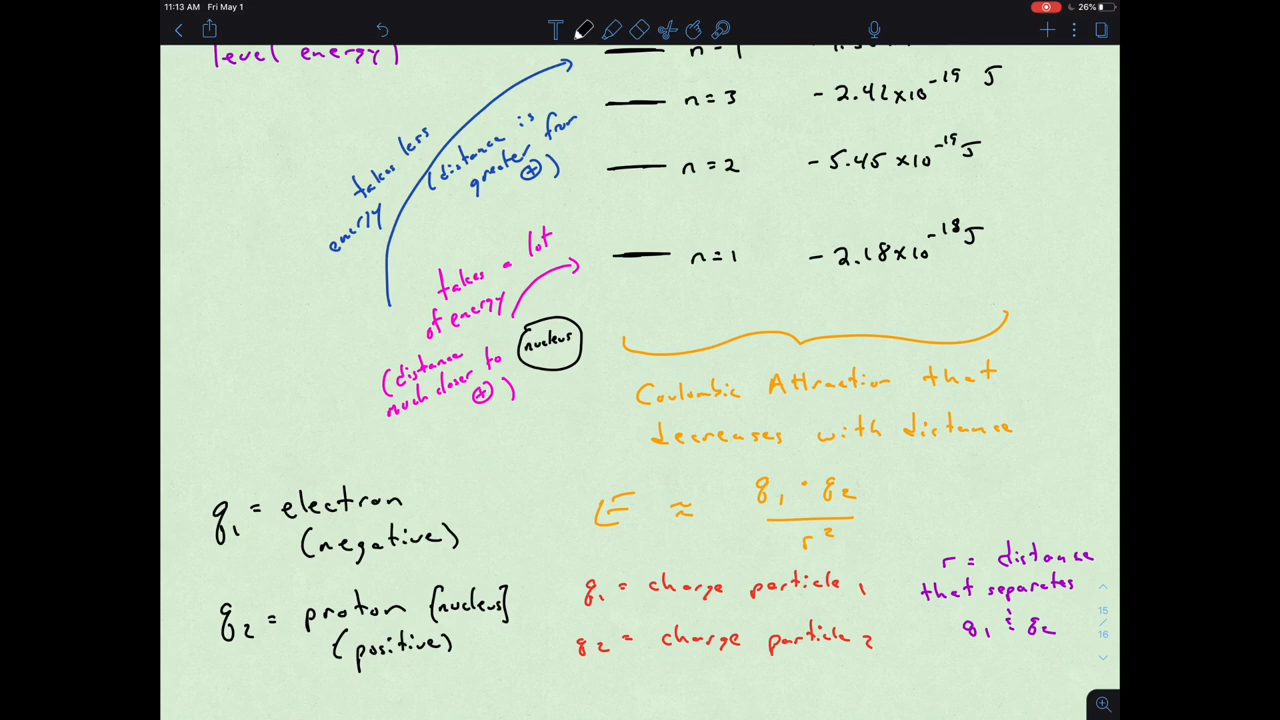 11:13 AM Fri May 1
26%
level energy)
n = 3 - 2.42 x 10^-19 J
takes less
energy
(distance is
greater from
⊕)
n = 2 - 5.45 x 10^-19 J
n = 1 - 2.18 x 10^-18 J
takes a lot
of energy
(distance
much closer to
⊕)
nucleus
Coulombic Attraction that
decreases with distance
E ≈ q1 · q2 / r^2
q1 = electron
(negative)
q2 = proton [nucleus]
(positive)
q1 = charge particle 1
q2 = charge particle 2
r = distance
that separates
q1 & q2
15
/
16